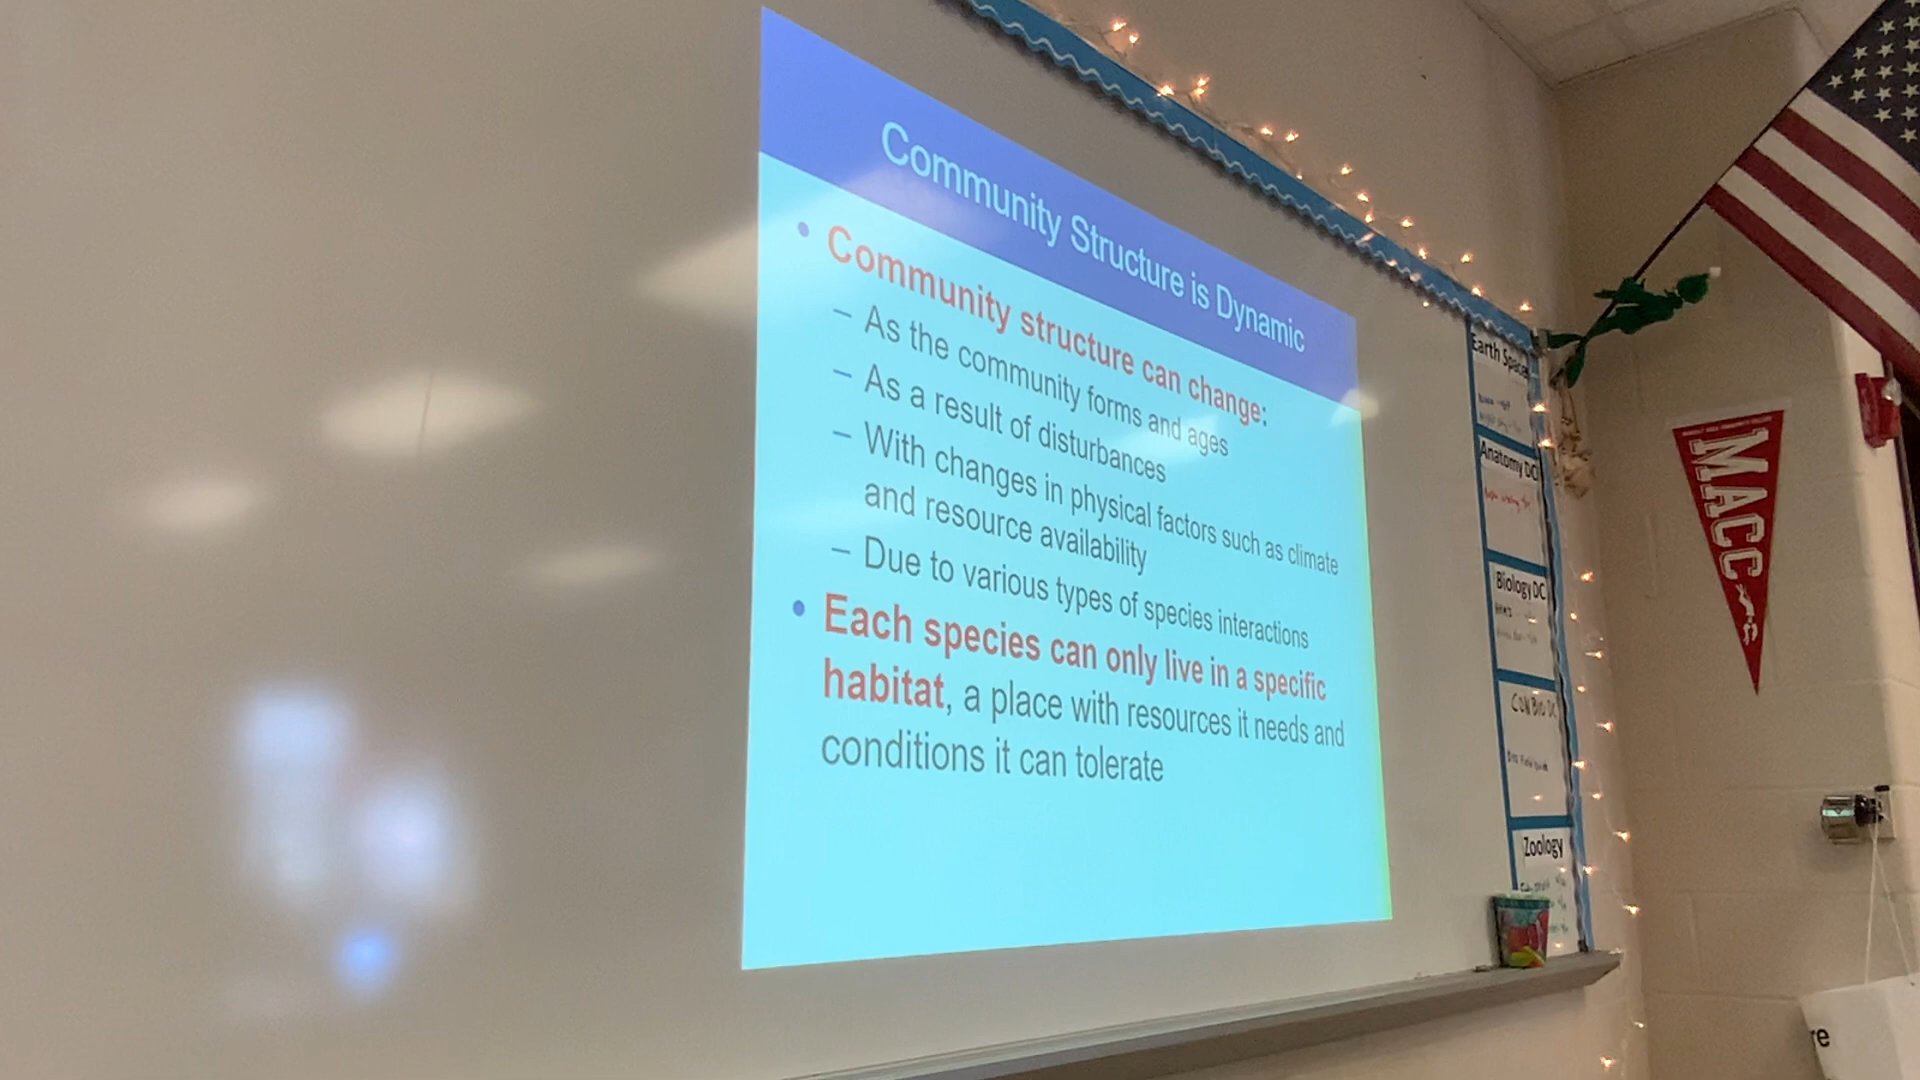 Community Structure is Dynamic
• Community structure can change:
– As the community forms and ages
– As a result of disturbances
– With changes in physical factors such as climate
and resource availability
– Due to various types of species interactions
• Each species can only live in a specific
habitat, a place with resources it needs and
conditions it can tolerate
Earth Space
Anatomy DC
Biology DC
Con Bio DC
Zoology
MACC
re